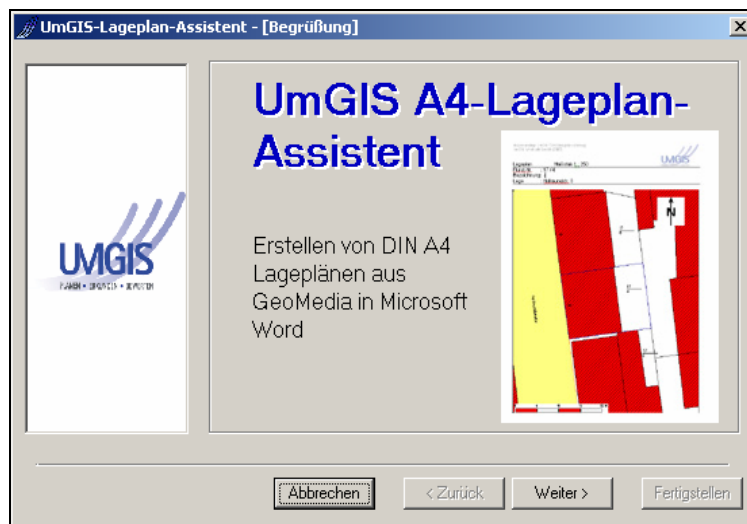 UmGIS-Lageplan-Assistent - [Begrüßung]
UmGIS A4-Lageplan-
Assistent
UMGIS
Erstellen von DIN A4
Lageplänen aus
GeoMedia in Microsoft
Word
UMGIS
Lage
N
Abbrechen
< Zurück
Weiter >
Fertigstellen